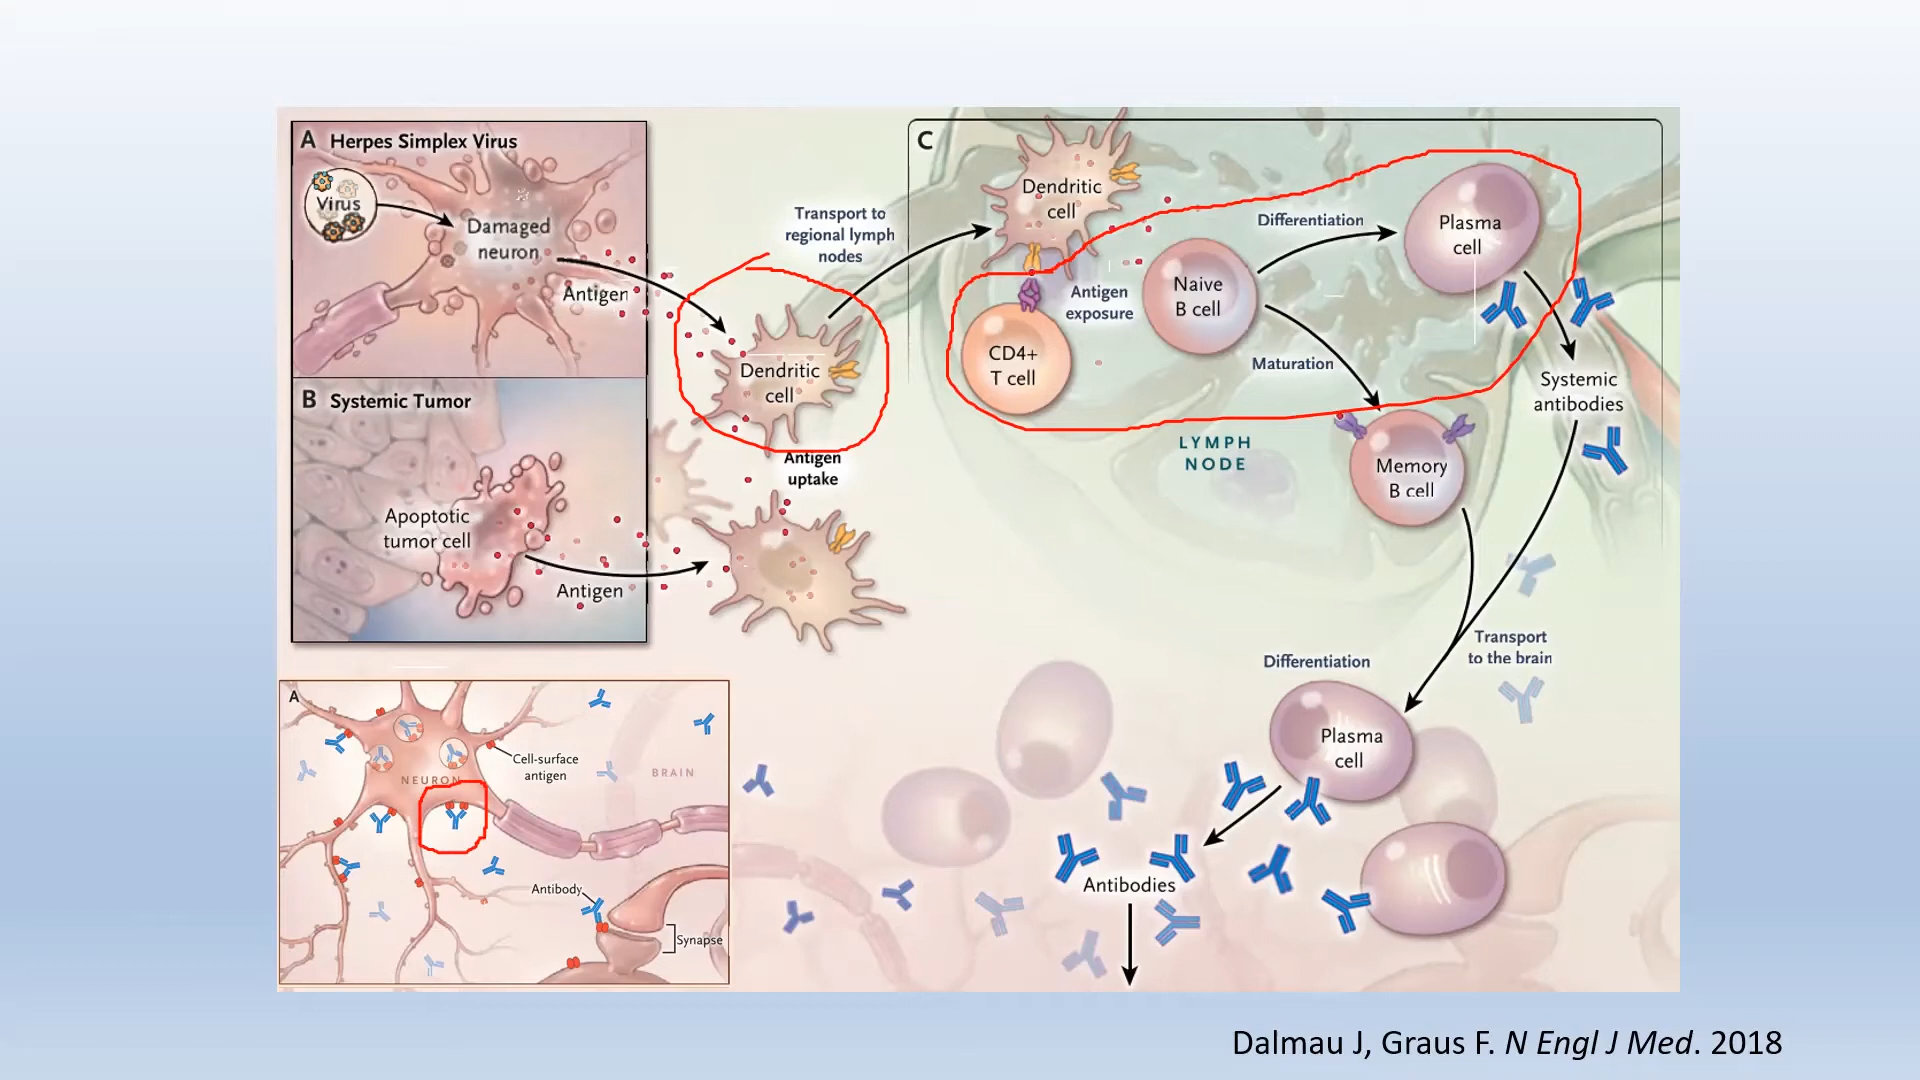 A Herpes Simplex Virus
Virus
Damaged
neuron
Antigen
B Systemic Tumor
Apoptotic
tumor cell
Antigen
Transport to
regional lymph
nodes
Dendritic
cell
Antigen
uptake
C
Dendritic
cell
Antigen
exposure
CD4+
T cell
Naive
B cell
Differentiation
Maturation
Plasma
cell
Systemic
antibodies
LYMPH
NODE
Memory
B cell
Transport
to the brain
Differentiation
Plasma
cell
Antibodies
A
NEURON
Cell-surface
antigen
BRAIN
Antibody
Synapse
Dalmau J, Graus F. N Engl J Med. 2018